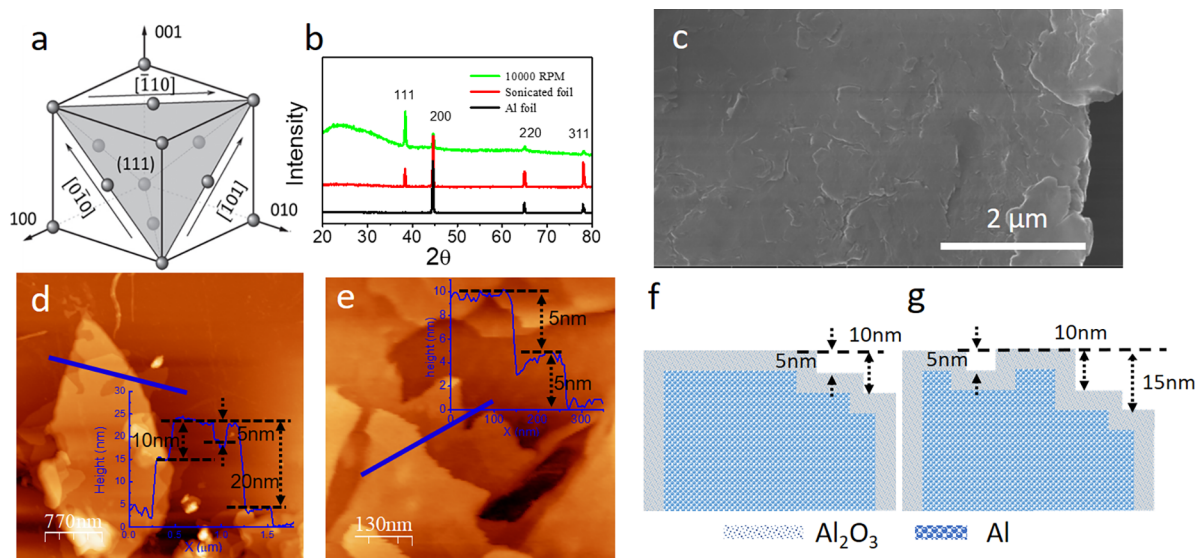 a
001
[1̄10]
(111)
[01̄0]
[1̄01]
100
010
b
10000 RPM
Sonicated foil
Al foil
111
200
220
311
Intensity
20 30 40 50 60 70 80
2θ
c
2 μm
d
30
25
20
15
10
5
0
Height (nm)
10nm
5nm
20nm
0.0 0.5 1.0 1.5
X (μm)
770nm
e
10
8
6
4
2
0
height (nm)
5nm
5nm
0 100 200 300
X (nm)
130nm
f
5nm
10nm
g
5nm
10nm
15nm
Al₂O₃
Al